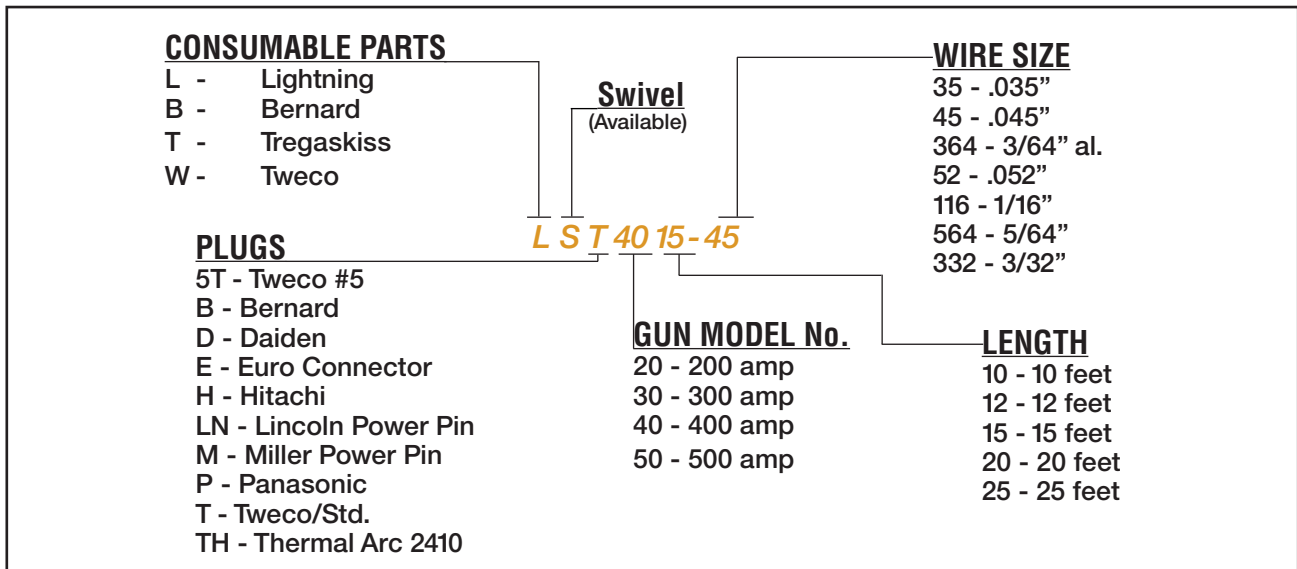 CONSUMABLE PARTS
L - Lightning
B - Bernard
T - Tregaskiss
W - Tweco
Swivel
(Available)
WIRE SIZE
35 - .035”
45 - .045”
364 - 3/64” al.
52 - .052”
116 - 1/16”
564 - 5/64”
332 - 3/32”
L S T 40 15 - 45
PLUGS
5T - Tweco #5
B - Bernard
D - Daiden
E - Euro Connector
H - Hitachi
LN - Lincoln Power Pin
M - Miller Power Pin
P - Panasonic
T - Tweco/Std.
TH - Thermal Arc 2410
GUN MODEL No.
20 - 200 amp
30 - 300 amp
40 - 400 amp
50 - 500 amp
LENGTH
10 - 10 feet
12 - 12 feet
15 - 15 feet
20 - 20 feet
25 - 25 feet